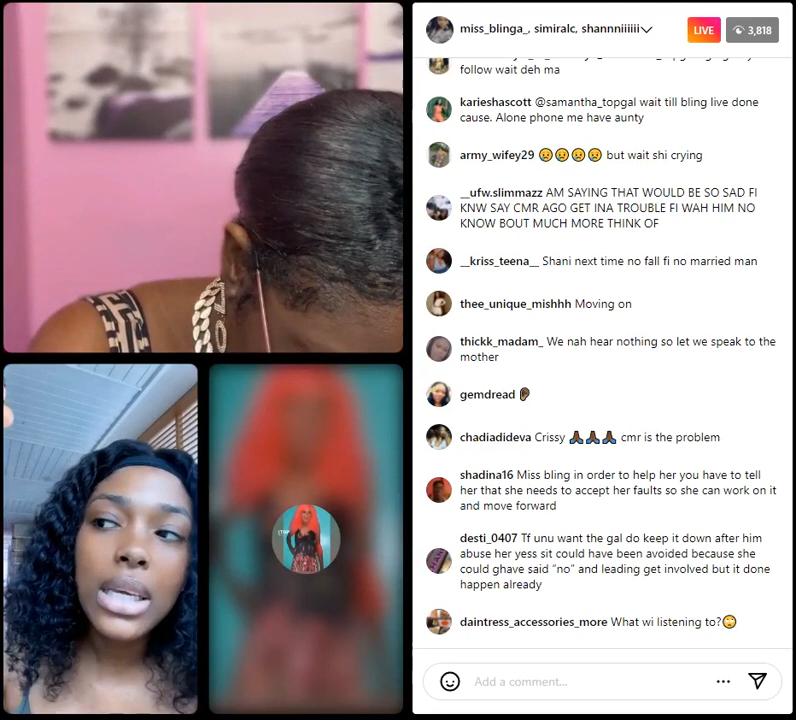 miss_blinga_, simiralc, shannniiiiii
LIVE
3,818
follow wait deh ma
karieshascott @samantha_topgal wait till bling live done
cause. Alone phone me have aunty
army_wifey29 😥😥😥😥 but wait shi crying
__ufw.slimmazz AM SAYING THAT WOULD BE SO SAD FI
KNW SAY CMR AGO GET INA TROUBLE FI WAH HIM NO
KNOW BOUT MUCH MORE THINK OF
__kriss_teena__ Shani next time no fall fi no married man
thee_unique_mishhh Moving on
thickk_madam_ We nah hear nothing so let we speak to the
mother
gemdread 👂🏿
chadiadideva Crissy 🙏🏿🙏🏿🙏🏿 cmr is the problem
shadina16 Miss bling in order to help her you have to tell
her that she needs to accept her faults so she can work on it
and move forward
desti_0407 Tf unu want the gal do keep it down after him
abuse her yess sit could have been avoided because she
could ghave said “no” and leading get involved but it done
happen already
daintress_accessories_more What wi listening to?🙄
Add a comment...